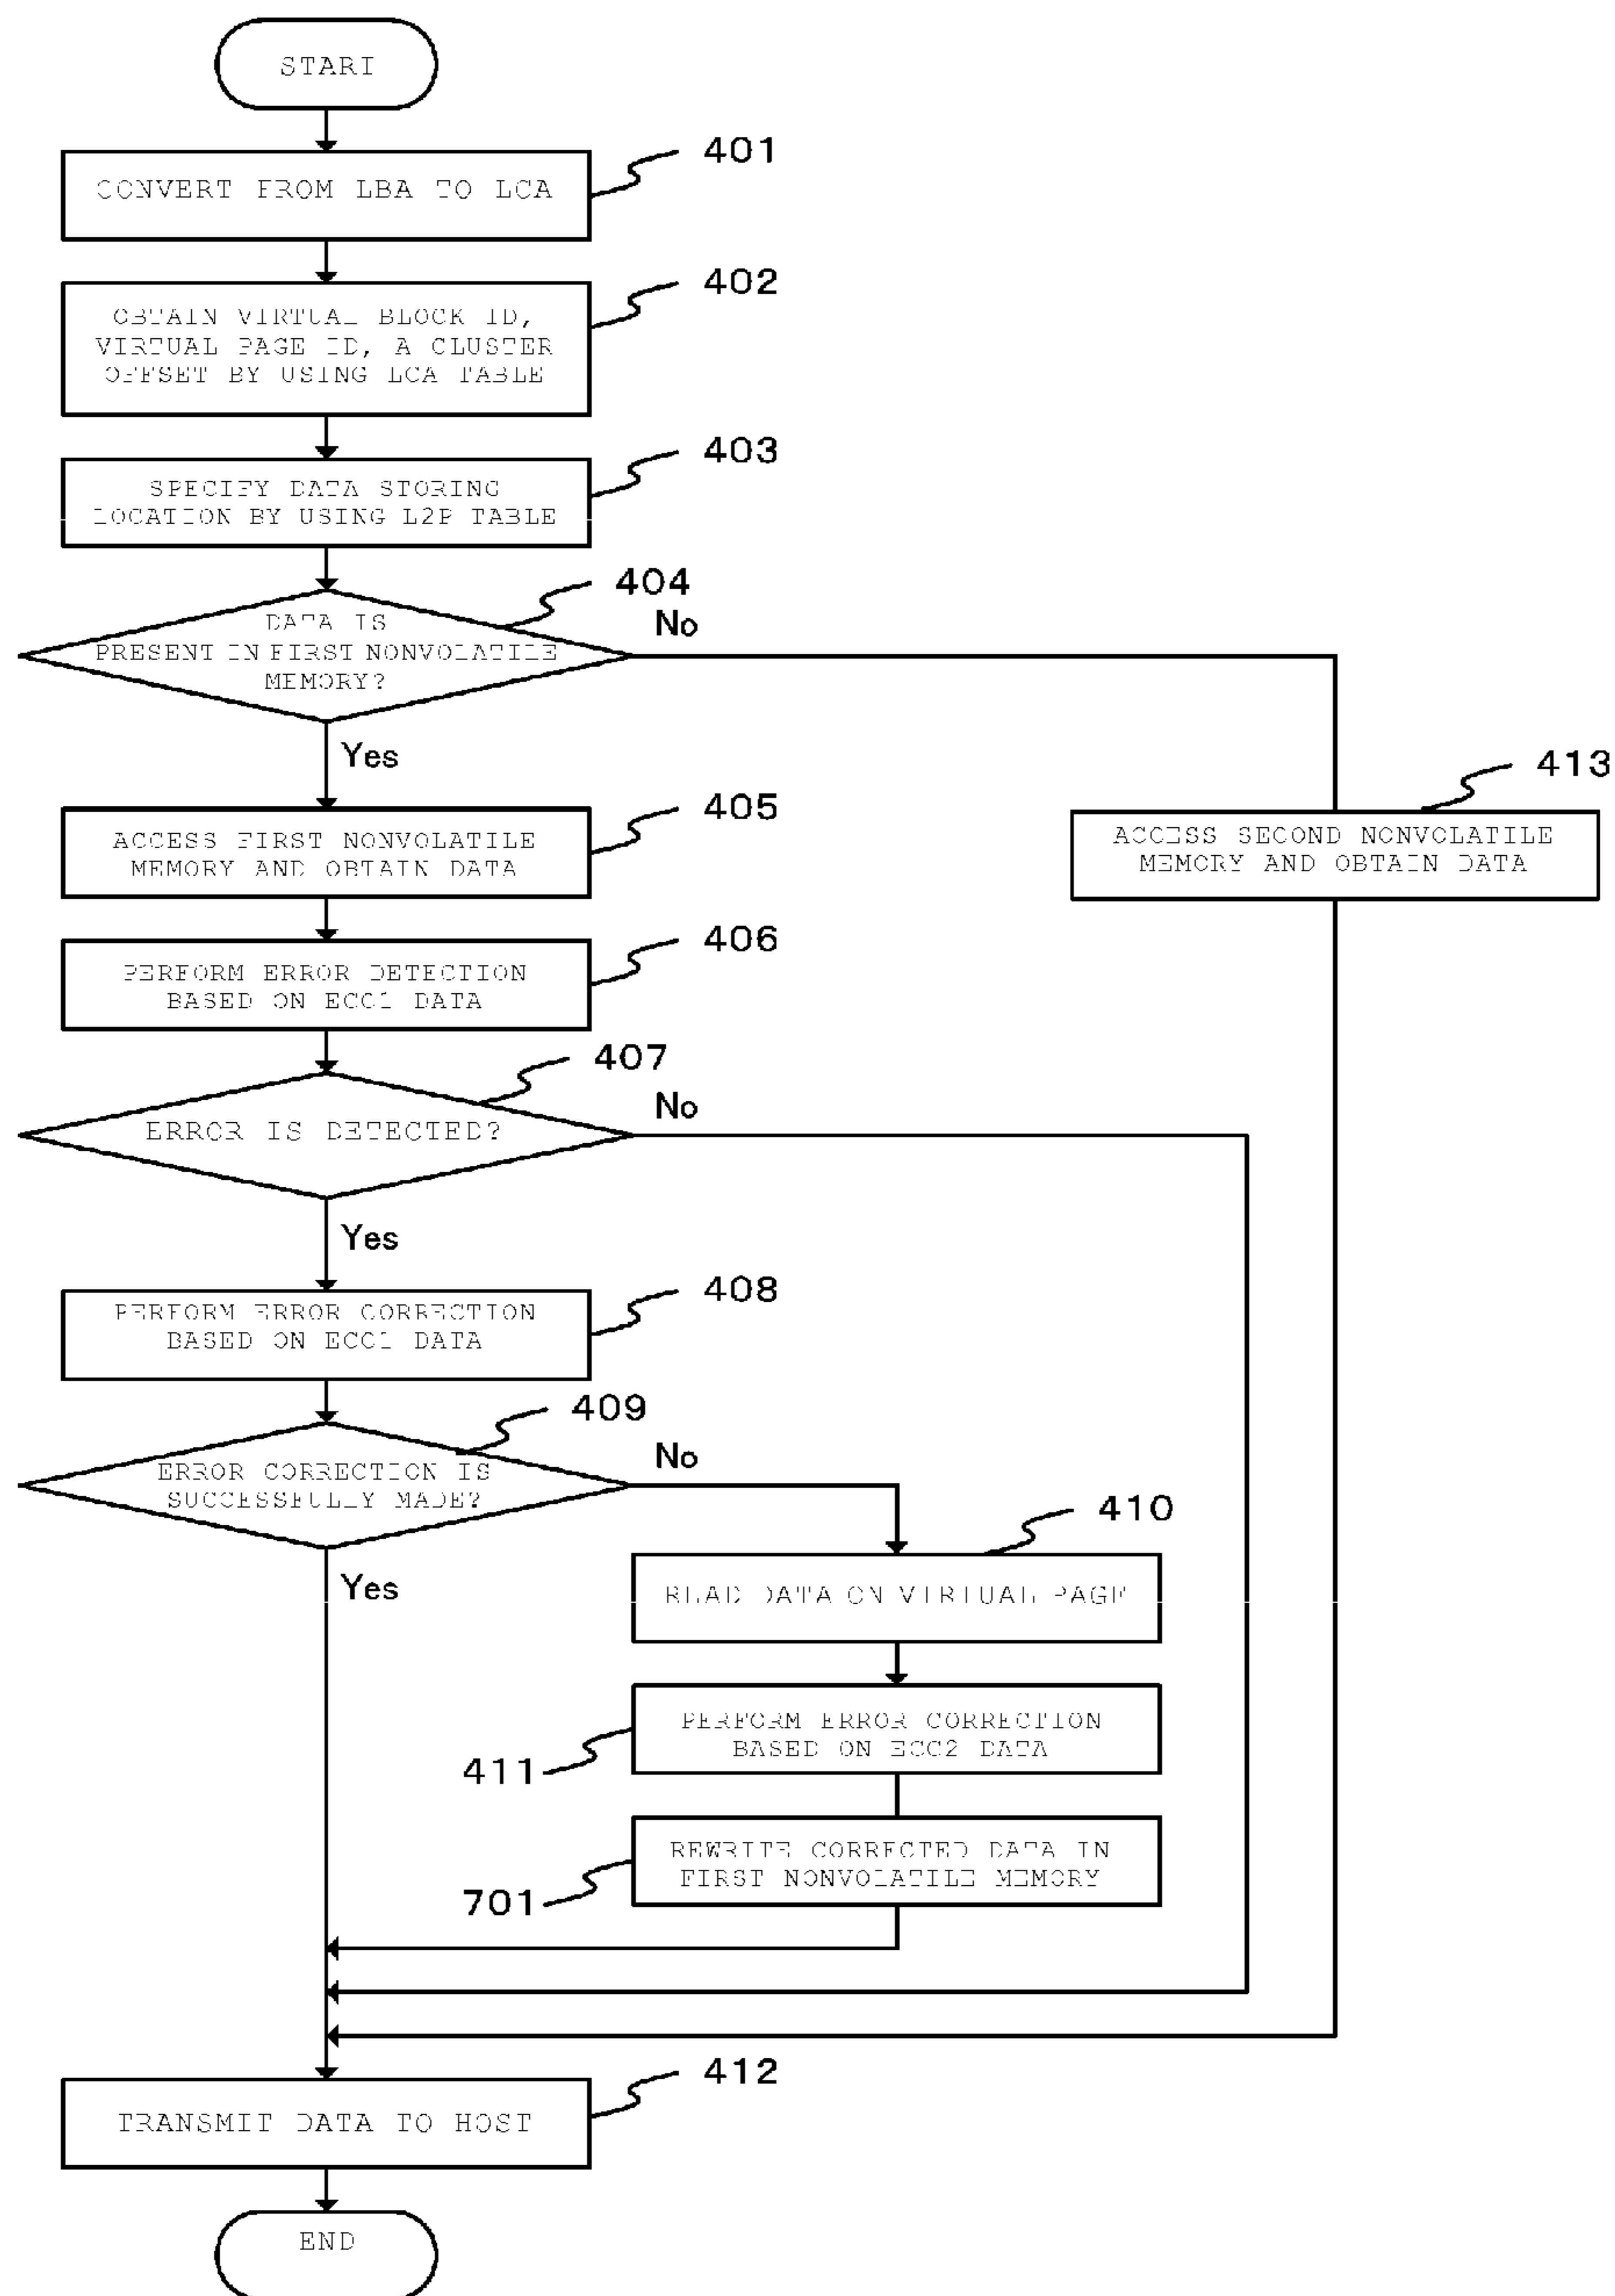 START
CONVERT FROM LBA TO LCA
401
OBTAIN VIRTUAL BLOCK ID,
VIRTUAL PAGE ID, A CLUSTER
OFFSET BY USING LCA TABLE
402
SPECIFY DATA STORING
LOCATION BY USING L2P TABLE
403
DATA IS
PRESENT IN FIRST NONVOLATILE
MEMORY?
404
No
Yes
ACCESS FIRST NONVOLATILE
MEMORY AND OBTAIN DATA
405
ACCESS SECOND NONVOLATILE
MEMORY AND OBTAIN DATA
413
PERFORM ERROR DETECTION
BASED ON ECC1 DATA
406
ERROR IS DETECTED?
407
No
Yes
PERFORM ERROR CORRECTION
BASED ON ECC1 DATA
408
ERROR CORRECTION IS
SUCCESSFULLY MADE?
409
No
Yes
READ DATA ON VIRTUAL PAGE
410
PERFORM ERROR CORRECTION
BASED ON ECC2 DATA
411
REWRITE CORRECTED DATA IN
FIRST NONVOLATILE MEMORY
701
TRANSMIT DATA TO HOST
412
END